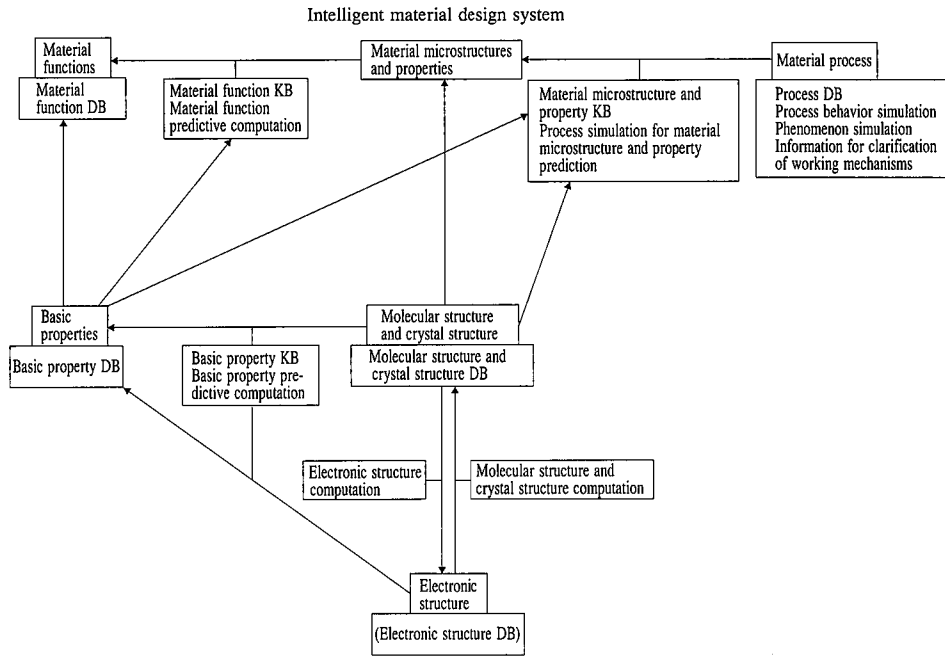 Intelligent material design system
Material
functions
Material
function DB
Material function KB
Material function
predictive computation
Material microstructures
and properties
Material microstructure and
property KB
Process simulation for material
microstructure and property
prediction
Material process
Process DB
Process behavior simulation
Phenomenon simulation
Information for clarification
of working mechanisms
Basic
properties
Basic property DB
Basic property KB
Basic property pre-
dictive computation
Molecular structure
and crystal structure
Molecular structure and
crystal structure DB
Electronic structure
computation
Molecular structure and
crystal structure computation
Electronic
structure
(Electronic structure DB)